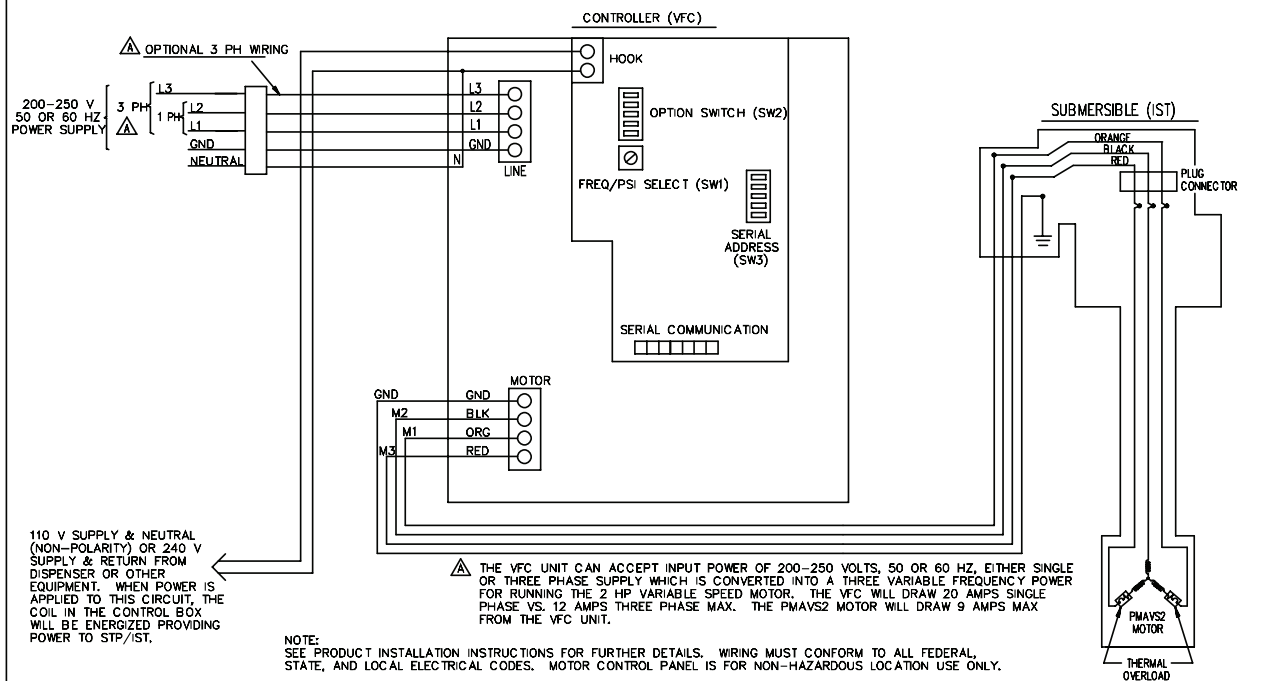 CONTROLLER (VFC)
A OPTIONAL 3 PH WIRING
HOOK
L3
L2
L1
GND
NEUTRAL
200-250 V
50 OR 60 HZ
POWER SUPPLY
3 PH
A
1 PH
L3
L2
L1
GND
N
LINE
OPTION SWITCH (SW2)
FREQ/PSI SELECT (SW1)
SERIAL
ADDRESS
(SW3)
SERIAL COMMUNICATION
SUBMERSIBLE (IST)
ORANGE
BLACK
RED
PLUG
CONNECTOR
MOTOR
GND
M2
M1
M3
GND
BLK
ORG
RED
110 V SUPPLY & NEUTRAL
(NON-POLARITY) OR 240 V
SUPPLY & RETURN FROM
DISPENSER OR OTHER
EQUIPMENT. WHEN POWER IS
APPLIED TO THIS CIRCUIT, THE
COIL IN THE CONTROL BOX
WILL BE ENERGIZED PROVIDING
POWER TO STP/IST.
A THE VFC UNIT CAN ACCEPT INPUT POWER OF 200-250 VOLTS, 50 OR 60 HZ, EITHER SINGLE
OR THREE PHASE SUPPLY WHICH IS CONVERTED INTO A THREE VARIABLE FREQUENCY POWER
FOR RUNNING THE 2 HP VARIABLE SPEED MOTOR. THE VFC WILL DRAW 20 AMPS SINGLE
PHASE VS. 12 AMPS THREE PHASE MAX. THE PMAVS2 MOTOR WILL DRAW 9 AMPS MAX
FROM THE VFC UNIT.
NOTE:
SEE PRODUCT INSTALLATION INSTRUCTIONS FOR FURTHER DETAILS. WIRING MUST CONFORM TO ALL FEDERAL,
STATE, AND LOCAL ELECTRICAL CODES. MOTOR CONTROL PANEL IS FOR NON-HAZARDOUS LOCATION USE ONLY.
PMAVS2
MOTOR
THERMAL
OVERLOAD